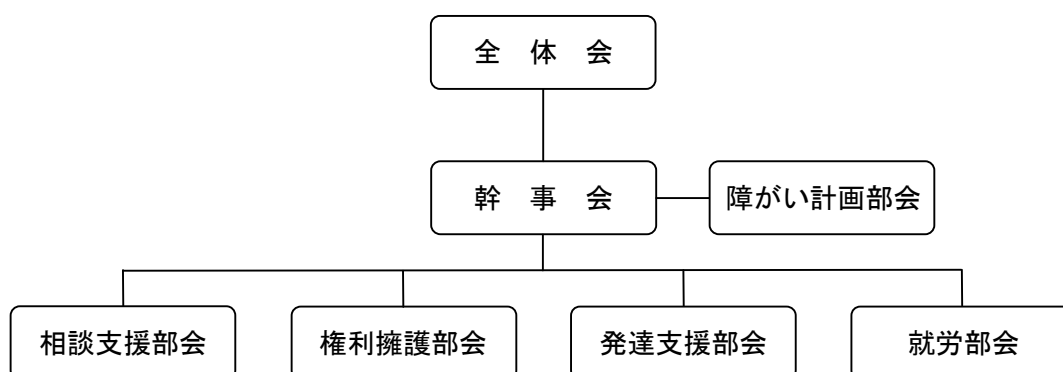 全　体　会
幹　事　会
障がい計画部会
相談支援部会
権利擁護部会
発達支援部会
就労部会